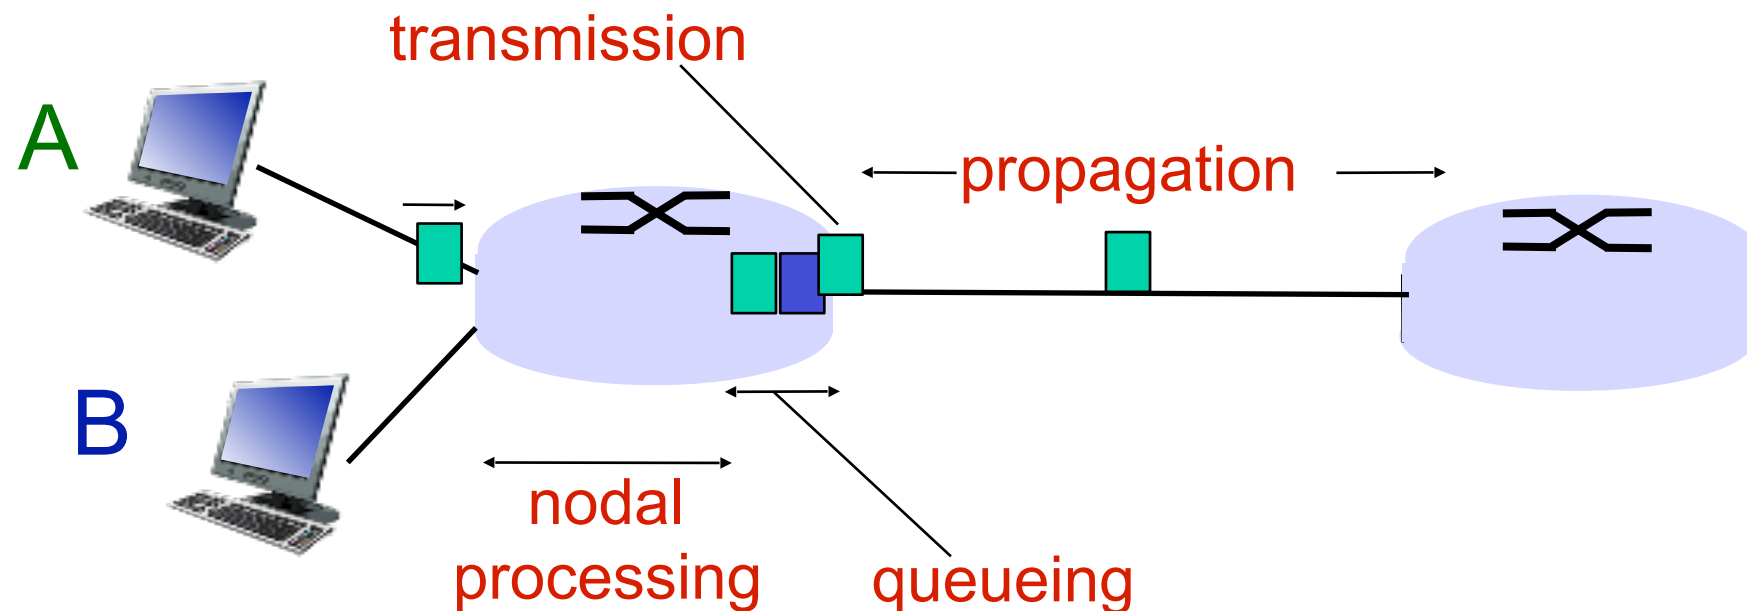 transmission
A
propagation
B
nodal
processing
queueing